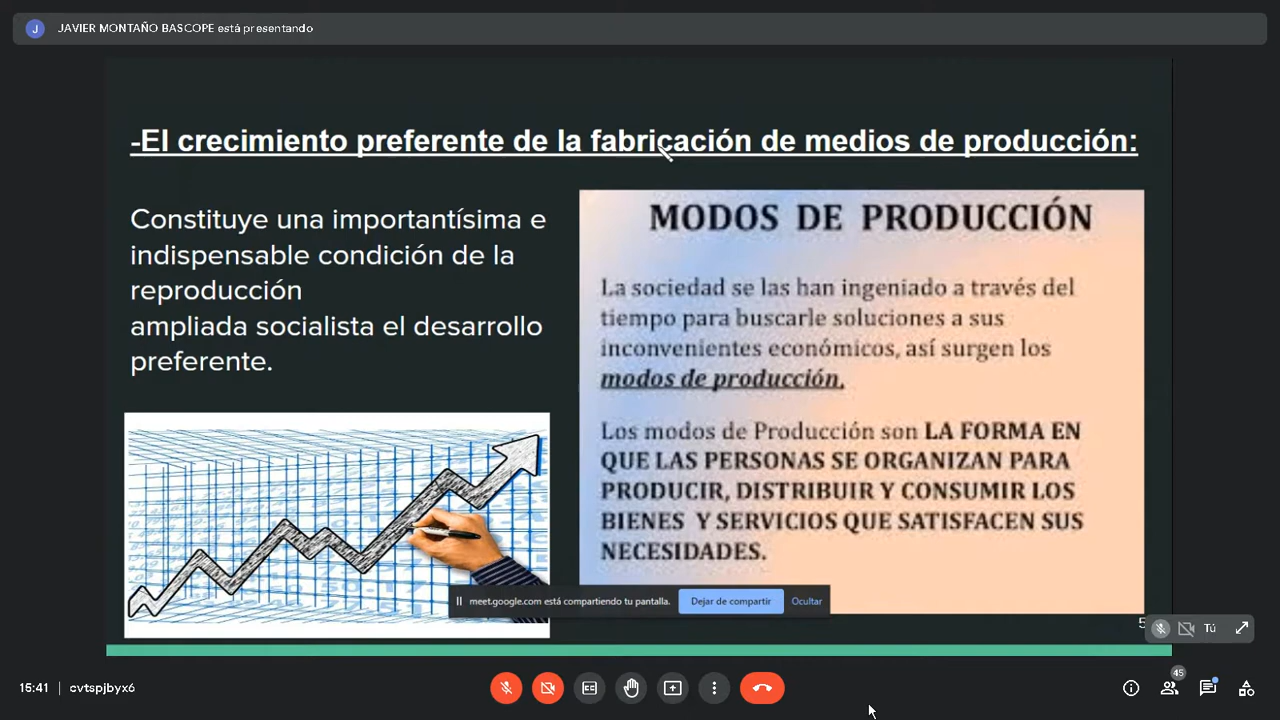 J JAVIER MONTAÑO BASCOPE está presentando
-El crecimiento preferente de la fabricación de medios de producción:
Constituye una importantísima e
indispensable condición de la
reproducción
ampliada socialista el desarrollo
preferente.
MODOS DE PRODUCCIÓN
La sociedad se las han ingeniado a través del
tiempo para buscarle soluciones a sus
inconvenientes económicos, así surgen los
modos de producción.
Los modos de Producción son LA FORMA EN
QUE LAS PERSONAS SE ORGANIZAN PARA
PRODUCIR, DISTRIBUIR Y CONSUMIR LOS
BIENES Y SERVICIOS QUE SATISFACEN SUS
NECESIDADES.
meet.google.com está compartiendo tu pantalla. Dejar de compartir Ocultar
5
Tú
15:41 | cvtspjbyx6
45